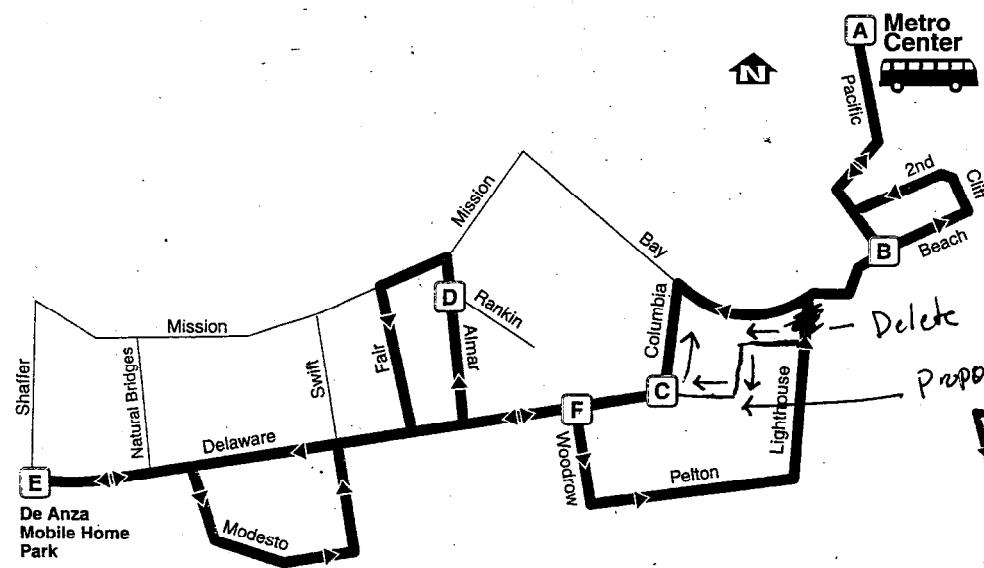 A
Metro
Center
N
Pacific
2nd
Cliff
Beach
B
Mission
Bay
Columbia
D
Rankin
Almar
Fair
Mission
Swift
Natural Bridges
Shaffer
Delete
Lighthouse
C
Propo
F
Woodrow
Pelton
Delaware
E
De Anza
Mobile Home
Park
Modesto